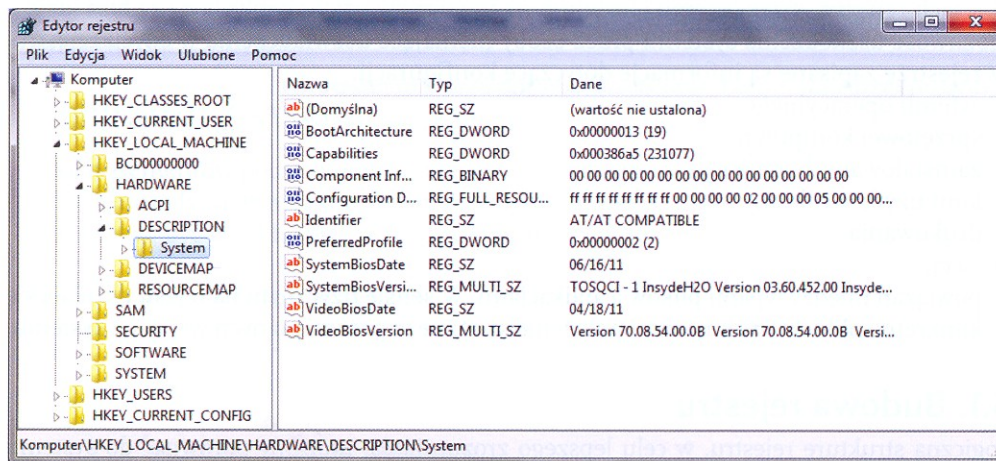 Edytor rejestru
Plik Edycja Widok Ulubione Pomoc
Komputer
HKEY_CLASSES_ROOT
HKEY_CURRENT_USER
HKEY_LOCAL_MACHINE
BCD00000000
HARDWARE
ACPI
DESCRIPTION
System
DEVICEMAP
RESOURCEMAP
SAM
SECURITY
SOFTWARE
SYSTEM
HKEY_USERS
HKEY_CURRENT_CONFIG
Nazwa Typ Dane
(Domyślna) REG_SZ (wartość nie ustalona)
BootArchitecture REG_DWORD 0x00000013 (19)
Capabilities REG_DWORD 0x000386a5 (231077)
Component Inf... REG_BINARY 00 00 00 00 00 00 00 00 00 00 00 00 00 00 00 00
Configuration D... REG_FULL_RESOU... ff ff ff ff ff ff ff ff 00 00 00 00 02 00 00 00 05 00 00 00...
Identifier REG_SZ AT/AT COMPATIBLE
PreferredProfile REG_DWORD 0x00000002 (2)
SystemBiosDate REG_SZ 06/16/11
SystemBiosVersi... REG_MULTI_SZ TOSQCI - 1 InsydeH2O Version 03.60.452.00 Insyde...
VideoBiosDate REG_SZ 04/18/11
VideoBiosVersion REG_MULTI_SZ Version 70.08.54.00.0B Version 70.08.54.00.0B Versi...
Komputer\HKEY_LOCAL_MACHINE\HARDWARE\DESCRIPTION\System